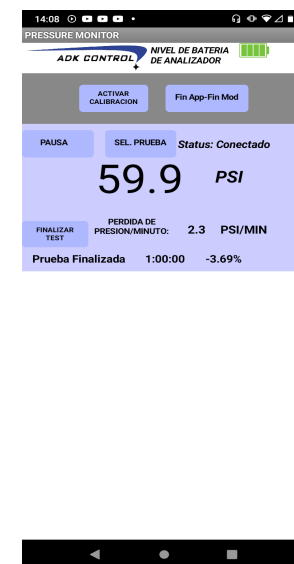 14:08
PRESSURE MONITOR
ADK CONTROL
NIVEL DE BATERIA
DE ANALIZADOR
ACTIVAR
CALIBRACION
Fin App-Fin Mod
PAUSA
SEL. PRUEBA
Status: Conectado
59.9 PSI
FINALIZAR
TEST
PERDIDA DE
PRESION/MINUTO:
2.3 PSI/MIN
Prueba Finalizada 1:00:00 -3.69%